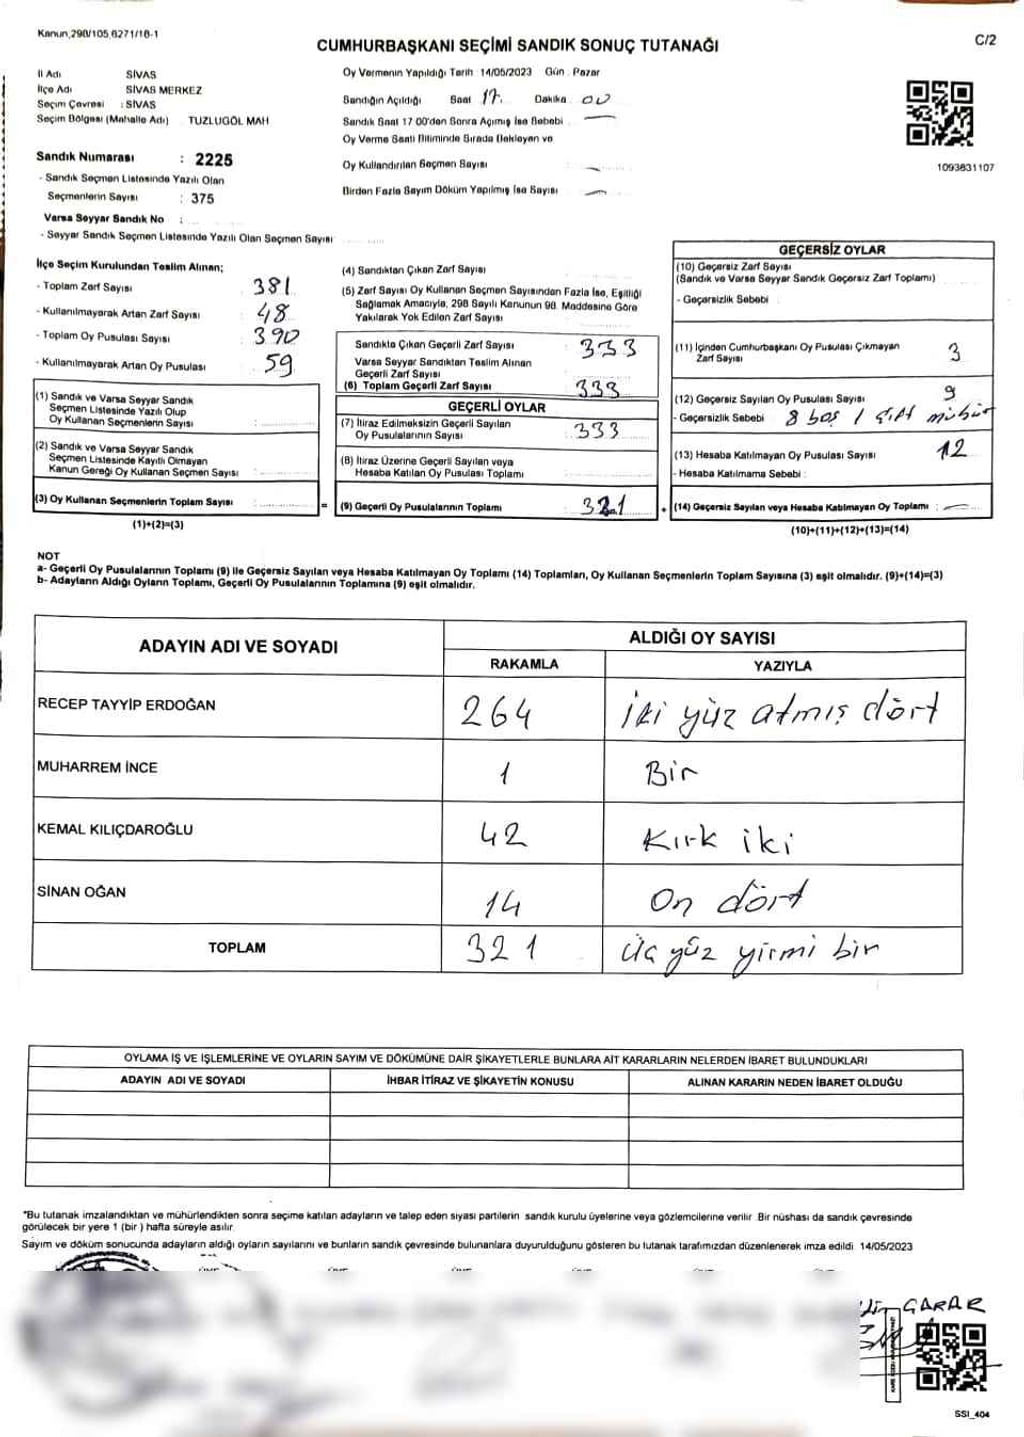 Kanun,298/105,6271/16-1
CUMHURBAŞKANI SEÇİMİ SANDIK SONUÇ TUTANAĞI
C/2
İl Adı SİVAS
İlçe Adı SİVAS MERKEZ
Seçim Çevresi : SİVAS
Seçim Bölgesi (Mahalle Adı) TUZLUGÖL MAH
Oy Vermenin Yapıldığı Tarih 14/05/2023 Gün . Pazar
Sandığın Açıldığı Saat 17. Dakika . 00
Sandık Saat 17 00'den Sonra Açımış İse Sebebi
Oy Verme Saati Bitiminde Sırada Bekleyen ve
Oy Kullandırılan Seçmen Sayısı
Birden Fazla Sayım Döküm Yapılmış İse Sayısı
1093631107
Sandık Numarası : 2225
- Sandık Seçmen Listesinde Yazılı Olan
Seçmenlerin Sayısı : 375
Varsa Seyyar Sandık No :
- Seyyar Sandık Seçmen Listesinde Yazılı Olan Seçmen Sayısı
İlçe Seçim Kurulundan Teslim Alınan;
- Toplam Zarf Sayısı 381
- Kullanılmayarak Artan Zarf Sayısı 48
- Toplam Oy Pusulası Sayısı 390
- Kullanılmayarak Artan Oy Pusulası 59
(1) Sandık ve Varsa Seyyar Sandık
Seçmen Listesinde Yazılı Olup
Oy Kullanan Seçmenlerin Sayısı
(2) Sandık ve Varsa Seyyar Sandık
Seçmen Listesinde Kayıtlı Olmayan
Kanun Gereği Oy Kullanan Seçmen Sayısı
(3) Oy Kullanan Seçmenlerin Toplam Sayısı
(1)+(2)=(3)
(4) Sandıktan Çıkan Zarf Sayısı
(5) Zarf Sayısı Oy Kullanan Seçmen Sayısından Fazla İse, Eşitliği
Sağlamak Amacıyla, 298 Sayılı Kanunun 98. Maddesine Göre
Yakılarak Yok Edilen Zarf Sayısı
Sandıkta Çıkan Geçerli Zarf Sayısı : 333
Varsa Seyyar Sandıktan Teslim Alınan
Geçerli Zarf Sayısı
(6) Toplam Geçerli Zarf Sayısı 333
GEÇERLİ OYLAR
(7) İtiraz Edilmeksizin Geçerli Sayılan
Oy Pusulalarının Sayısı : 333
(8) İtiraz Üzerine Geçerli Sayılan veya
Hesaba Katılan Oy Pusulası Toplamı
= (9) Geçerli Oy Pusulalarının Toplamı : 321
GEÇERSİZ OYLAR
(10) Geçersiz Zarf Sayısı
(Sandık ve Varsa Seyyar Sandık Geçersiz Zarf Toplamı)
- Geçersizlik Sebebi
(11) İçinden Cumhurbaşkanı Oy Pusulası Çıkmayan
Zarf Sayısı 3
(12) Geçersiz Sayılan Oy Pusulası Sayısı 9
- Geçersizlik Sebebi 8 boş 1 çift mühür
(13) Hesaba Katılmayan Oy Pusulası Sayısı 12
- Hesaba Katılmama Sebebi :
+ (14) Geçersiz Sayılan veya Hesaba Katılmayan Oy Toplamı :
(10)+(11)+(12)+(13)=(14)
NOT
a- Geçerli Oy Pusulalarının Toplamı (9) ile Geçersiz Sayılan veya Hesaba Katılmayan Oy Toplamı (14) Toplamları, Oy Kullanan Seçmenlerin Toplam Sayısına (3) eşit olmalıdır. (9)+(14)=(3)
b- Adayların Aldığı Oyların Toplamı, Geçerli Oy Pusulalarının Toplamına (9) eşit olmalıdır.
ADAYIN ADI VE SOYADI ALDIĞI OY SAYISI
RAKAMLA YAZIYLA
RECEP TAYYİP ERDOĞAN 264 İki yüz atmış dört
MUHARREM İNCE 1 Bir
KEMAL KILIÇDAROĞLU 42 Kırk iki
SİNAN OĞAN 14 On dört
TOPLAM 321 Üç yüz yirmi bir
OYLAMA İŞ VE İŞLEMLERİNE VE OYLARIN SAYIM VE DÖKÜMÜNE DAİR ŞİKAYETLERLE BUNLARA AİT KARARLARIN NELERDEN İBARET BULUNDUKLARI
ADAYIN ADI VE SOYADI İHBAR İTİRAZ VE ŞİKAYETİN KONUSU ALINAN KARARIN NEDEN İBARET OLDUĞU
"Bu tutanak imzalandıktan ve mühürlendikten sonra seçime katılan adayların ve talep eden siyasi partilerin sandık kurulu üyelerine veya gözlemcilerine verilir Bir nüshası da sandık çevresinde
görülecek bir yere 1 (bir ) hafta süreyle asılır.
Sayım ve döküm sonucunda adayların aldığı oyların sayılarını ve bunların sandık çevresinde bulunanlara duyurulduğunu gösteren bu tutanak tarafımızdan düzenlenerek imza edildi 14/05/2023
GARAR
SSI_404